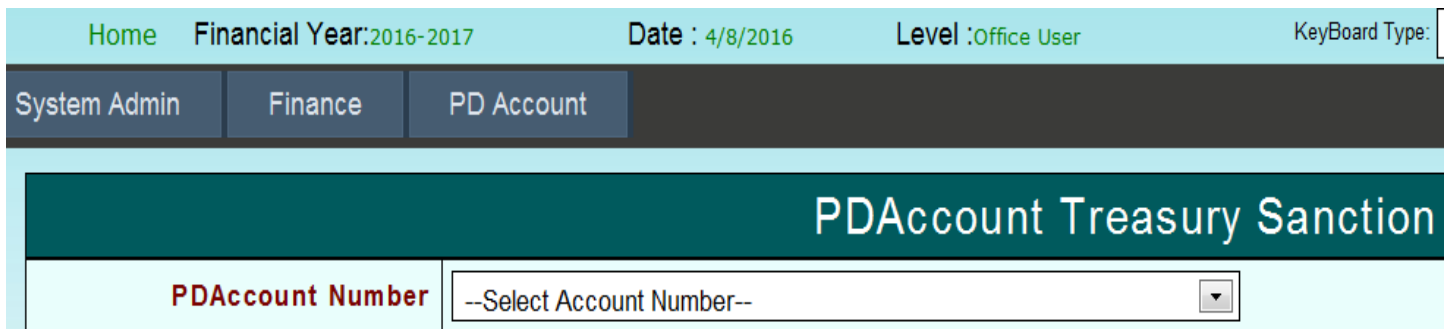 Home Financial Year:2016-2017 Date : 4/8/2016 Level :Office User KeyBoard Type:
System Admin Finance PD Account
PDAccount Treasury Sanction
PDAccount Number --Select Account Number--